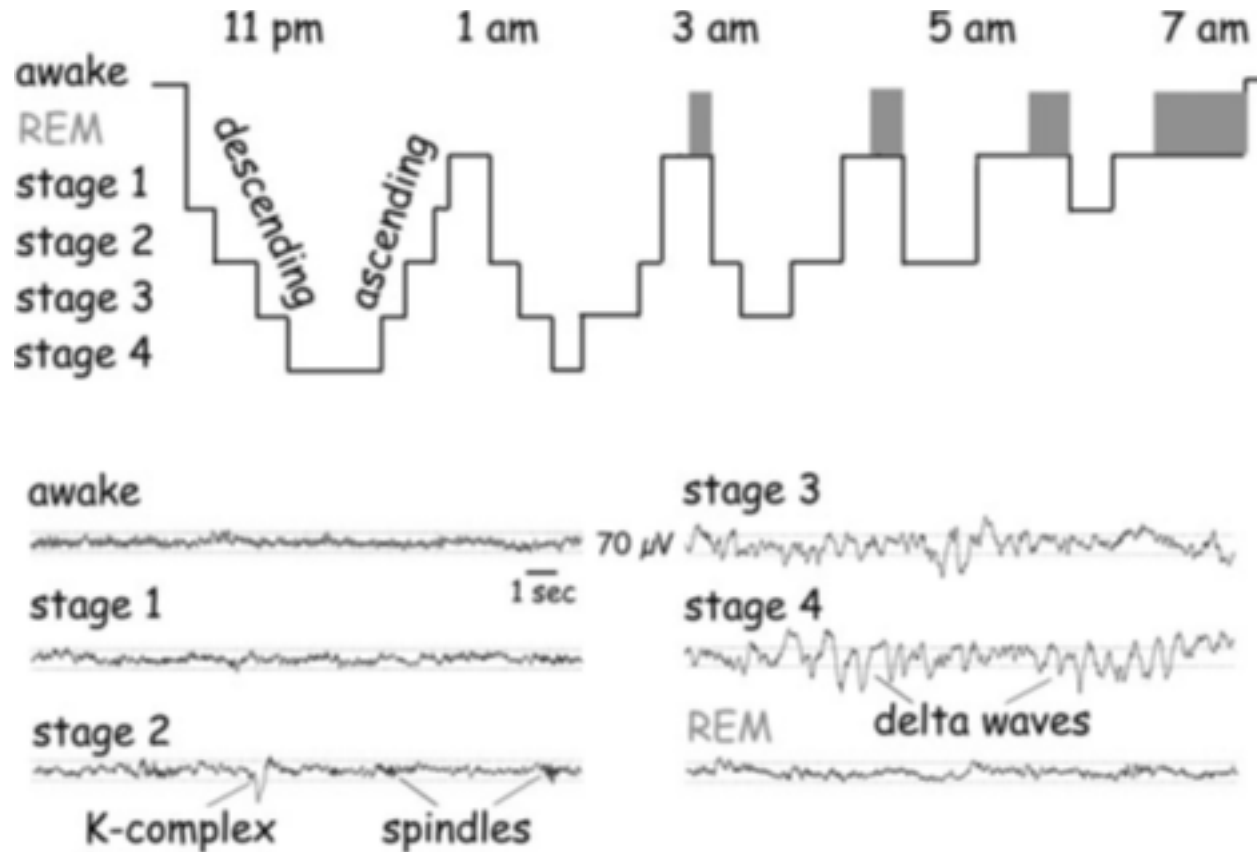 11 pm 1 am 3 am 5 am 7 am
awake
REM
stage 1
stage 2
stage 3
stage 4
descending
ascending
awake
70 µV
1 sec
stage 1
stage 2
K-complex
spindles
stage 3
stage 4
delta waves
REM